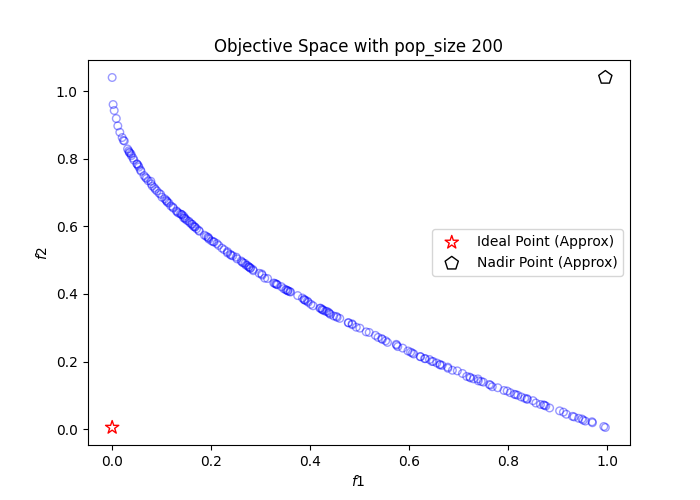 Objective Space with pop_size 200
1.0
0.8
0.6
0.4
0.2
0.0
f2
Ideal Point (Approx)
Nadir Point (Approx)
0.0 0.2 0.4 0.6 0.8 1.0
f1